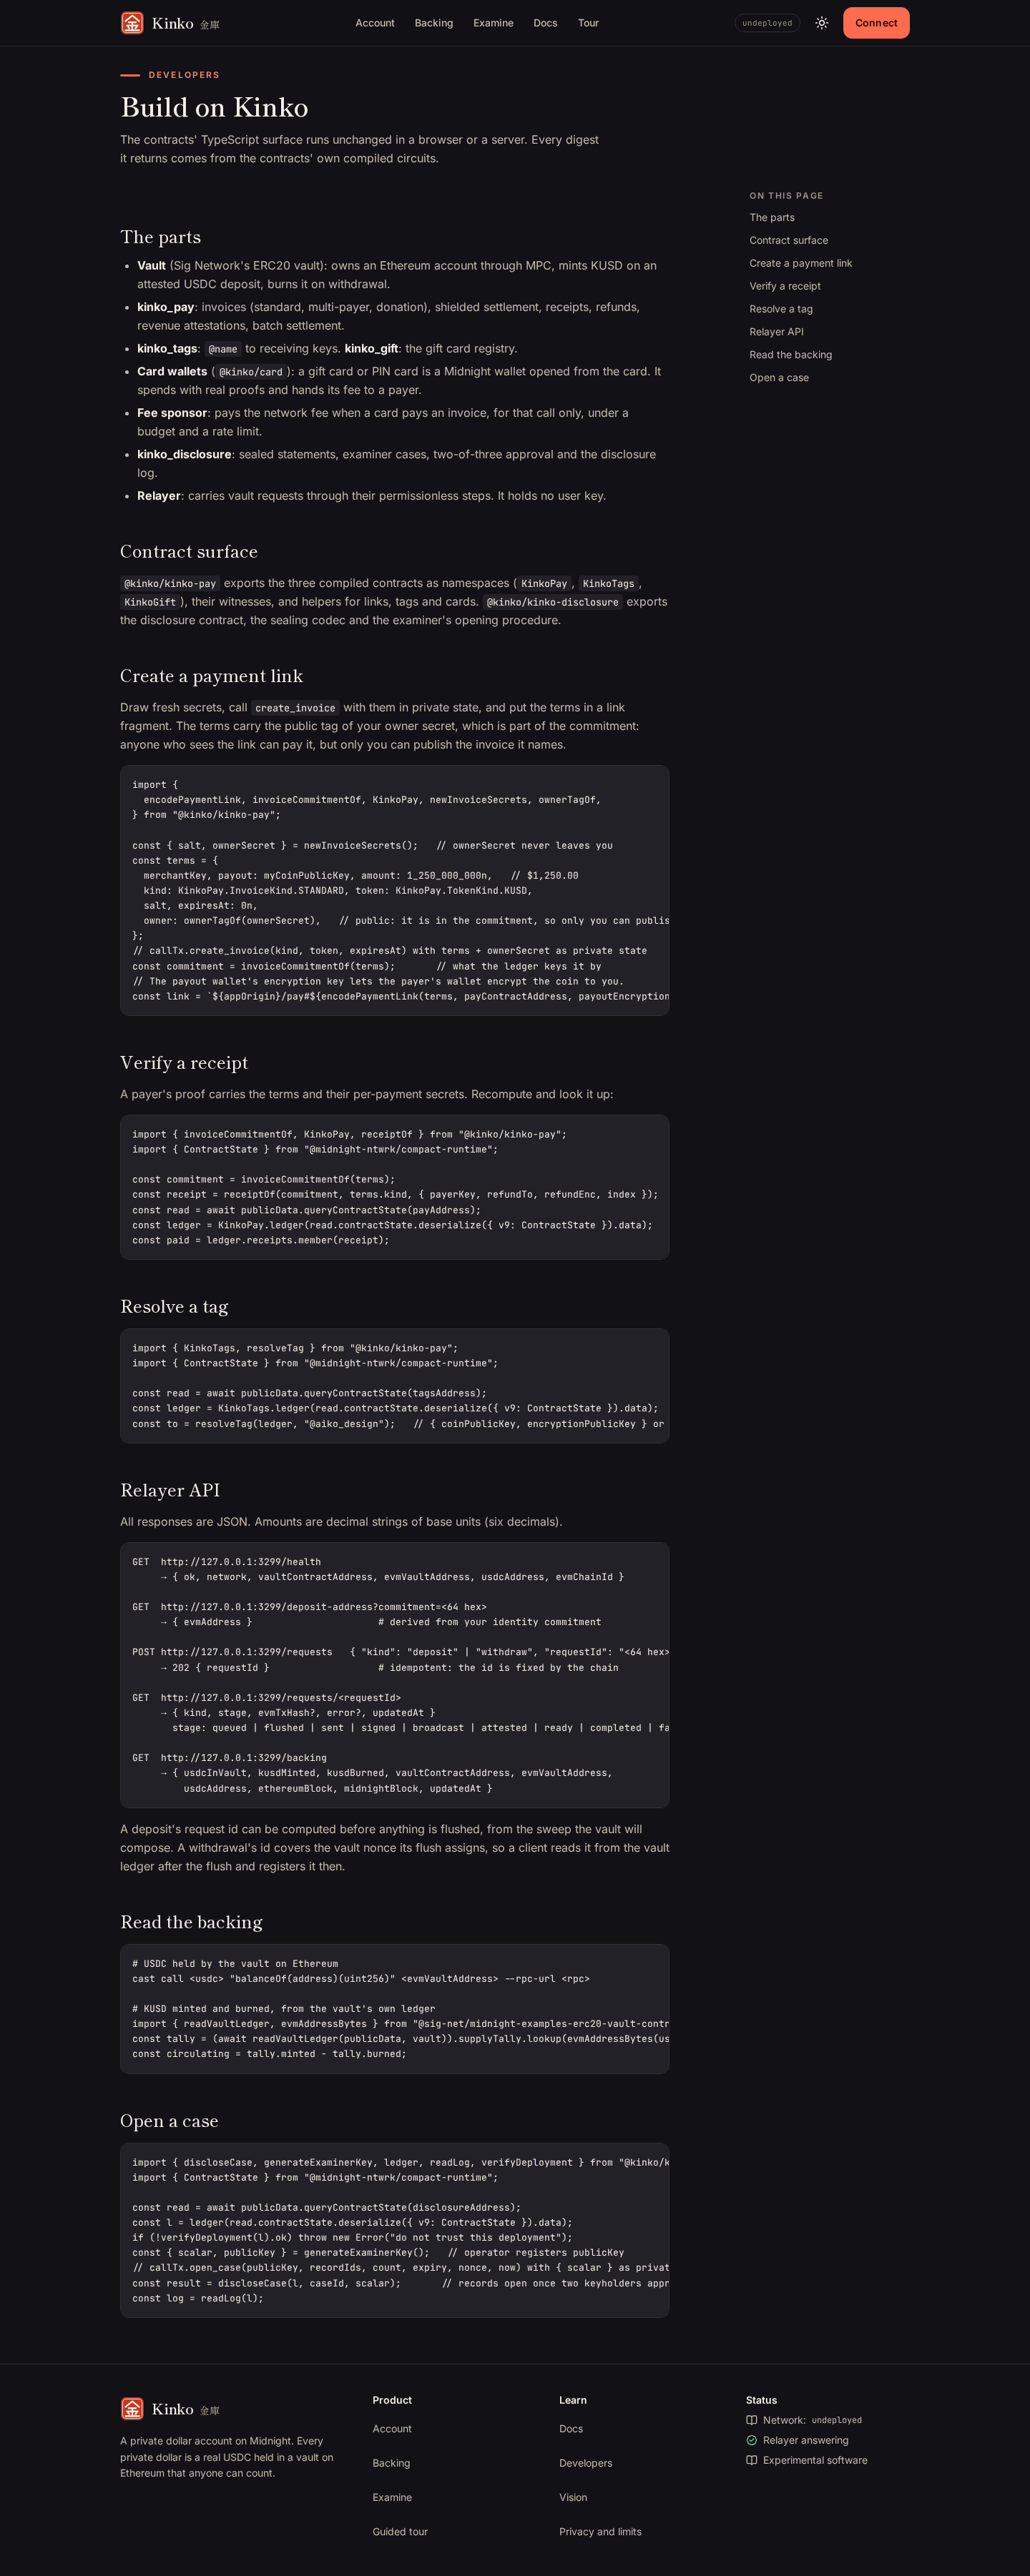 Kinko 金庫
Account Backing Examine Docs Tour
undeployed
Connect
DEVELOPERS
Build on Kinko
The contracts' TypeScript surface runs unchanged in a browser or a server. Every digest
it returns comes from the contracts' own compiled circuits.
ON THIS PAGE
The parts
Contract surface
Create a payment link
Verify a receipt
Resolve a tag
Relayer API
Read the backing
Open a case
The parts
• Vault (Sig Network's ERC20 vault): owns an Ethereum account through MPC, mints KUSD on an
attested USDC deposit, burns it on withdrawal.
• kinko_pay: invoices (standard, multi-payer, donation), shielded settlement, receipts, refunds,
revenue attestations, batch settlement.
• kinko_tags: @name to receiving keys. kinko_gift: the gift card registry.
• Card wallets (@kinko/card): a gift card or PIN card is a Midnight wallet opened from the card. It
spends with real proofs and hands its fee to a payer.
• Fee sponsor: pays the network fee when a card pays an invoice, for that call only, under a
budget and a rate limit.
• kinko_disclosure: sealed statements, examiner cases, two-of-three approval and the disclosure
log.
• Relayer: carries vault requests through their permissionless steps. It holds no user key.
Contract surface
@kinko/kinko-pay exports the three compiled contracts as namespaces (KinkoPay, KinkoTags,
KinkoGift), their witnesses, and helpers for links, tags and cards. @kinko/kinko-disclosure exports
the disclosure contract, the sealing codec and the examiner's opening procedure.
Create a payment link
Draw fresh secrets, call create_invoice with them in private state, and put the terms in a link
fragment. The terms carry the public tag of your owner secret, which is part of the commitment:
anyone who sees the link can pay it, but only you can publish the invoice it names.
import {
  encodePaymentLink, invoiceCommitmentOf, KinkoPay, newInvoiceSecrets, ownerTagOf,
} from "@kinko/kinko-pay";
const { salt, ownerSecret } = newInvoiceSecrets();   // ownerSecret never leaves you
const terms = {
  merchantKey, payout: myCoinPublicKey, amount: 1_250_000_000n,   // $1,250.00
  kind: KinkoPay.InvoiceKind.STANDARD, token: KinkoPay.TokenKind.KUSD,
  salt, expiresAt: 0n,
  owner: ownerTagOf(ownerSecret),   // public: it is in the commitment, so only you can publis
};
// callTx.create_invoice(kind, token, expiresAt) with terms + ownerSecret as private state
const commitment = invoiceCommitmentOf(terms);       // what the ledger keys it by
// The payout wallet's encryption key lets the payer's wallet encrypt the coin to you.
const link = `${appOrigin}/pay#${encodePaymentLink(terms, payContractAddress, payoutEncryption
Verify a receipt
A payer's proof carries the terms and their per-payment secrets. Recompute and look it up:
import { invoiceCommitmentOf, KinkoPay, receiptOf } from "@kinko/kinko-pay";
import { ContractState } from "@midnight-ntwrk/compact-runtime";
const commitment = invoiceCommitmentOf(terms);
const receipt = receiptOf(commitment, terms.kind, { payerKey, refundTo, refundEnc, index });
const read = await publicData.queryContractState(payAddress);
const ledger = KinkoPay.ledger(read.contractState.deserialize({ v9: ContractState }).data);
const paid = ledger.receipts.member(receipt);
Resolve a tag
import { KinkoTags, resolveTag } from "@kinko/kinko-pay";
import { ContractState } from "@midnight-ntwrk/compact-runtime";
const read = await publicData.queryContractState(tagsAddress);
const ledger = KinkoTags.ledger(read.contractState.deserialize({ v9: ContractState }).data);
const to = resolveTag(ledger, "@aiko_design");   // { coinPublicKey, encryptionPublicKey } or
Relayer API
All responses are JSON. Amounts are decimal strings of base units (six decimals).
GET  http://127.0.0.1:3299/health
     → { ok, network, vaultContractAddress, evmVaultAddress, usdcAddress, evmChainId }
GET  http://127.0.0.1:3299/deposit-address?commitment=<64 hex>
     → { evmAddress }                      # derived from your identity commitment
POST http://127.0.0.1:3299/requests   { "kind": "deposit" | "withdraw", "requestId": "<64 hex>
     → 202 { requestId }                   # idempotent: the id is fixed by the chain
GET  http://127.0.0.1:3299/requests/<requestId>
     → { kind, stage, evmTxHash?, error?, updatedAt }
       stage: queued | flushed | sent | signed | broadcast | attested | ready | completed | fa
GET  http://127.0.0.1:3299/backing
     → { usdcInVault, kusdMinted, kusdBurned, vaultContractAddress, evmVaultAddress,
         usdcAddress, ethereumBlock, midnightBlock, updatedAt }
A deposit's request id can be computed before anything is flushed, from the sweep the vault will
compose. A withdrawal's id covers the vault nonce its flush assigns, so a client reads it from the vault
ledger after the flush and registers it then.
Read the backing
# USDC held by the vault on Ethereum
cast call <usdc> "balanceOf(address)(uint256)" <evmVaultAddress> --rpc-url <rpc>
# KUSD minted and burned, from the vault's own ledger
import { readVaultLedger, evmAddressBytes } from "@sig-net/midnight-examples-erc20-vault-contr
const tally = (await readVaultLedger(publicData, vault)).supplyTally.lookup(evmAddressBytes(us
const circulating = tally.minted - tally.burned;
Open a case
import { discloseCase, generateExaminerKey, ledger, readLog, verifyDeployment } from "@kinko/k
import { ContractState } from "@midnight-ntwrk/compact-runtime";
const read = await publicData.queryContractState(disclosureAddress);
const l = ledger(read.contractState.deserialize({ v9: ContractState }).data);
if (!verifyDeployment(l).ok) throw new Error("do not trust this deployment");
const { scalar, publicKey } = generateExaminerKey();   // operator registers publicKey
// callTx.open_case(publicKey, recordIds, count, expiry, nonce, now) with { scalar } as privat
const result = discloseCase(l, caseId, scalar);       // records open once two keyholders appr
const log = readLog(l);
Kinko 金庫
A private dollar account on Midnight. Every
private dollar is a real USDC held in a vault on
Ethereum that anyone can count.
Product
Account
Backing
Examine
Guided tour
Learn
Docs
Developers
Vision
Privacy and limits
Status
Network: undeployed
Relayer answering
Experimental software